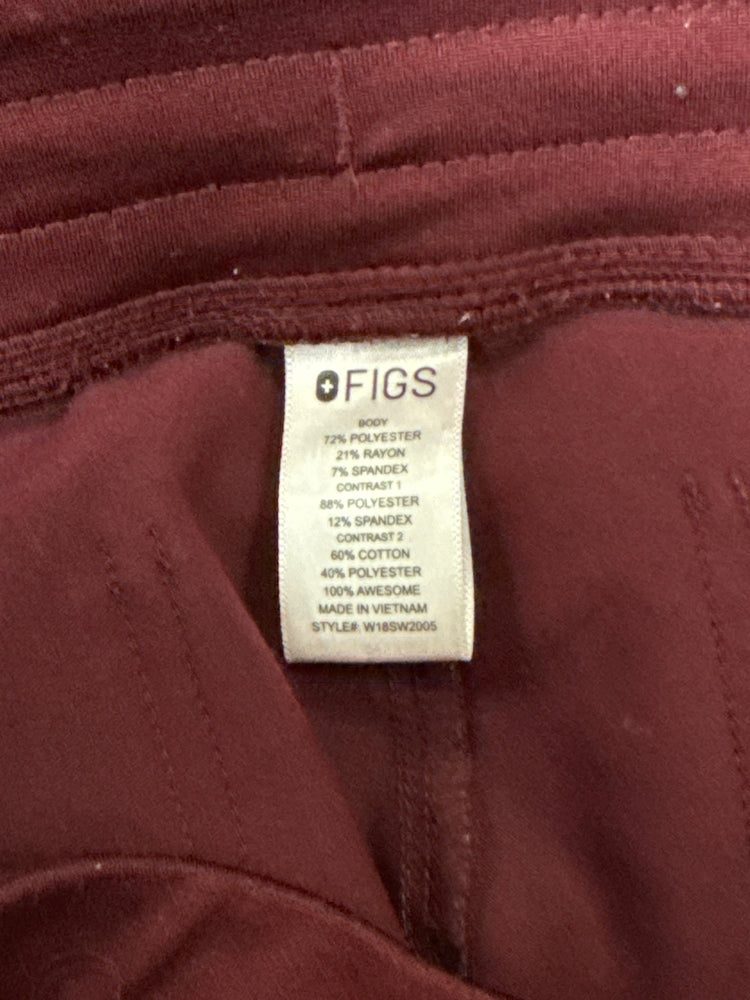 FIGS
BODY
72% POLYESTER
21% RAYON
7% SPANDEX
CONTRAST 1
88% POLYESTER
12% SPANDEX
CONTRAST 2
60% COTTON
40% POLYESTER
100% AWESOME
MADE IN VIETNAM
STYLE#: W18SW2005